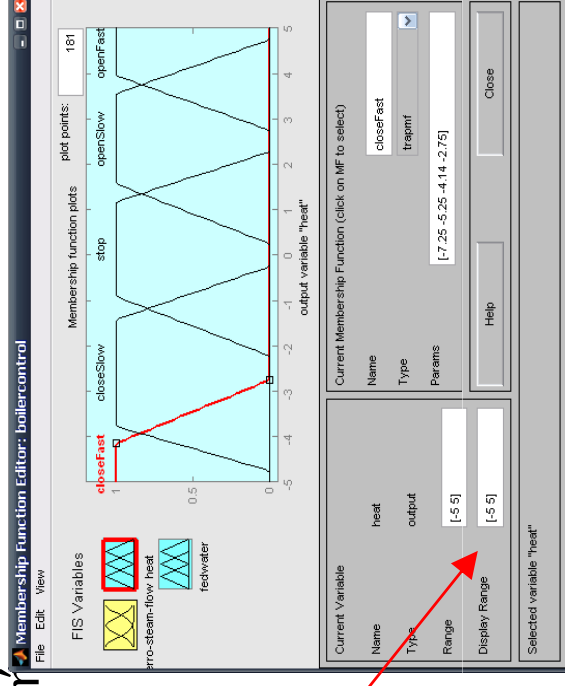 Membership Function Editor: boilercontrol
File Edit View
FIS Variables
Membership function plots
plot points:
181
erro-steam-flow heat
fedwater
closeFast closeSlow stop openSlow openFast
1
0.5
0
-5 -4 -3 -2 -1 0 1 2 3 4 5
output variable "heat"
Current Variable
Name heat
Type output
Range [-5 5]
Display Range [-5 5]
Current Membership Function (click on MF to select)
Name closeFast
Type trapmf
Params [-7.25 -5.25 -4.14 -2.75]
Help Close
Selected variable "heat"